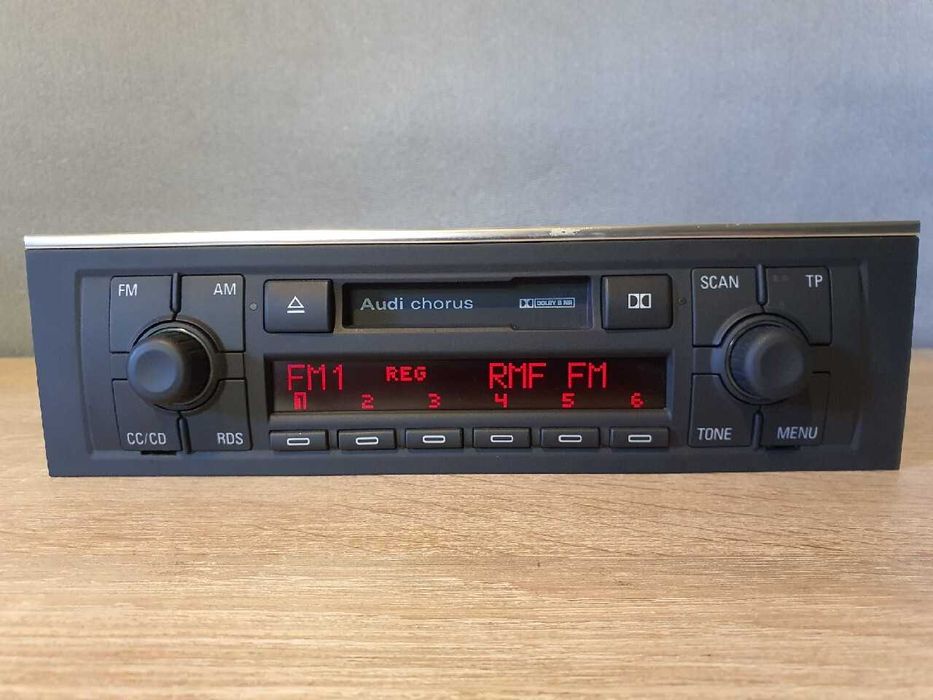 FM AM
CC/CD RDS
Audi chorus DOLBY B NR
FM1 REG RMF FM
1 2 3 4 5 6
SCAN TP
TONE MENU